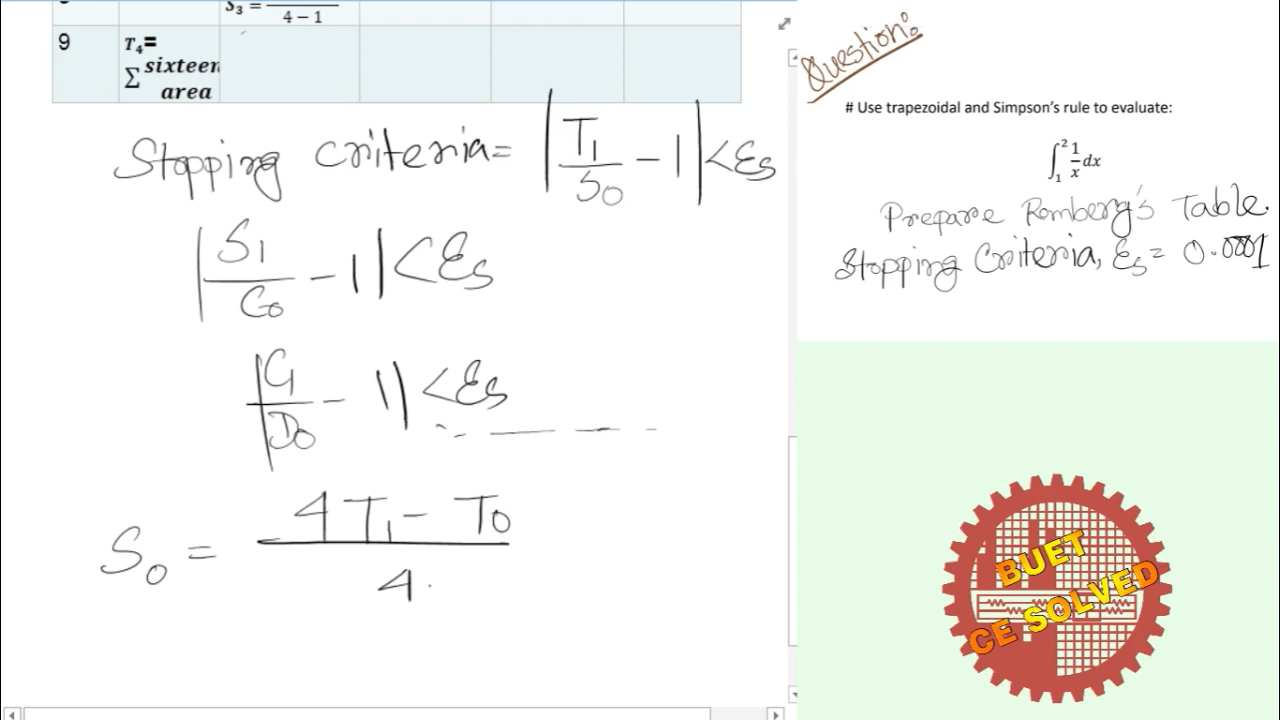 S₃ =
4 − 1
9
T₄=
∑ sixteen
area
Stopping criteria = | T₁/S₀ − 1 | < Es
| S₁/C₀ − 1 | < Es
| C₁/D₀ − 1 | < Es
S₀ = 4T₁ − T₀
4
Question:
# Use trapezoidal and Simpson's rule to evaluate:
∫₁² 1/x dx
Prepare Romberg's Table.
Stopping Criteria, Es =
BUET
CE SOLVED